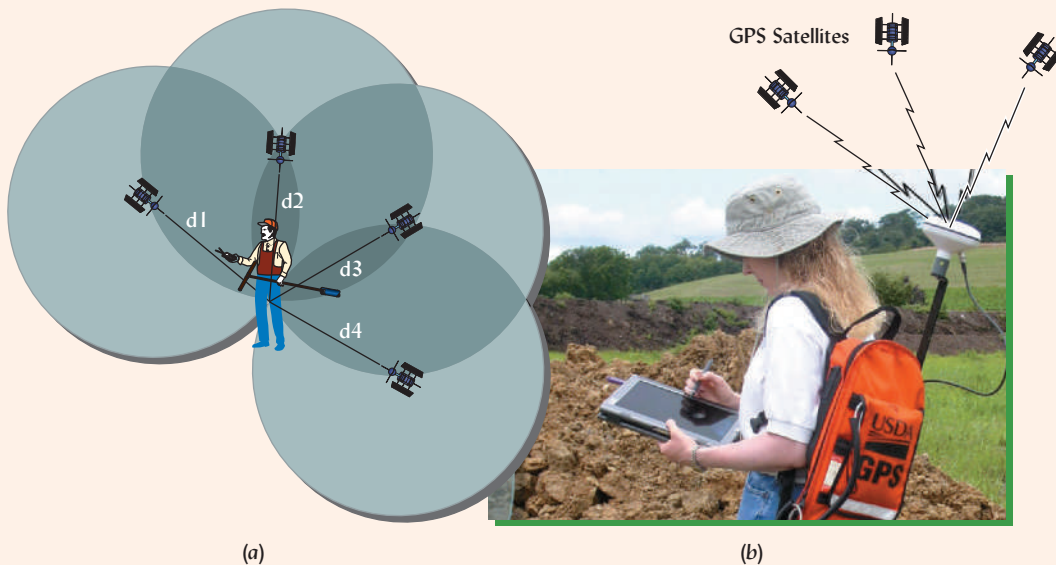 GPS Satellites
d1
d2
d3
d4
USDA
GPS
(a)
(b)